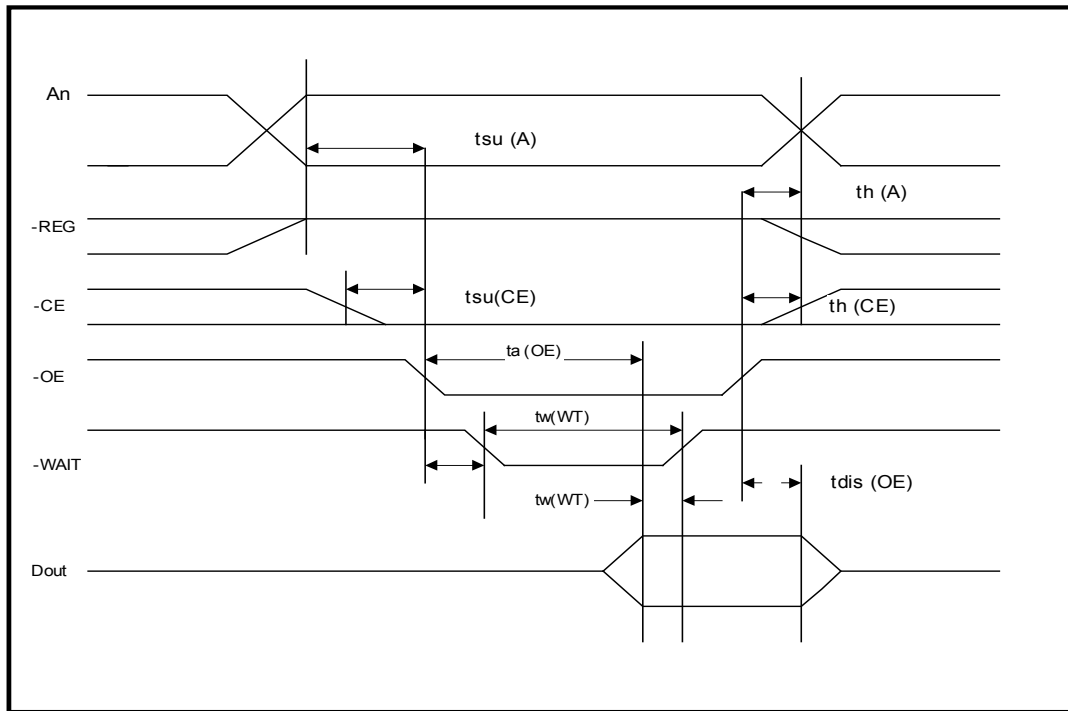 An
tsu (A)
th (A)
-REG
-CE
tsu(CE)
th (CE)
ta (OE)
-OE
tw(WT)
-WAIT
tdis (OE)
tw(WT)
Dout